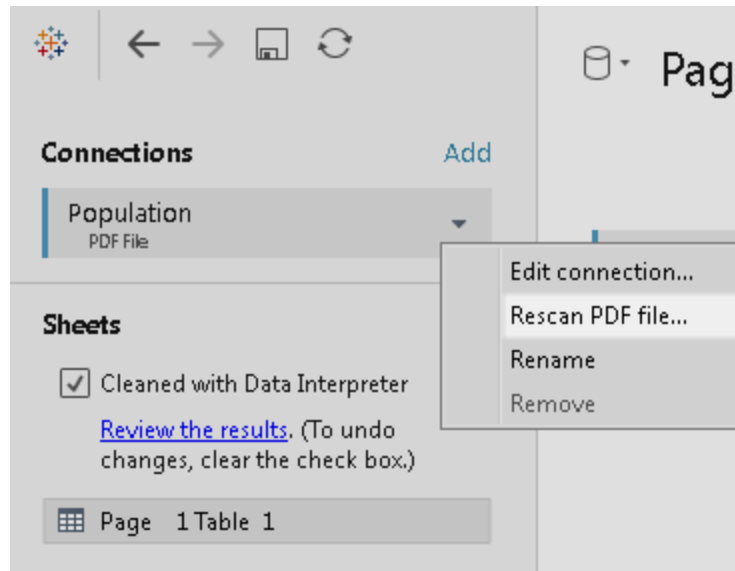 Pag
Connections
Add
Population
PDF File
Edit connection...
Rescan PDF file...
Rename
Remove
Sheets
Cleaned with Data Interpreter
Review the results. (To undo
changes, clear the check box.)
Page 1 Table 1